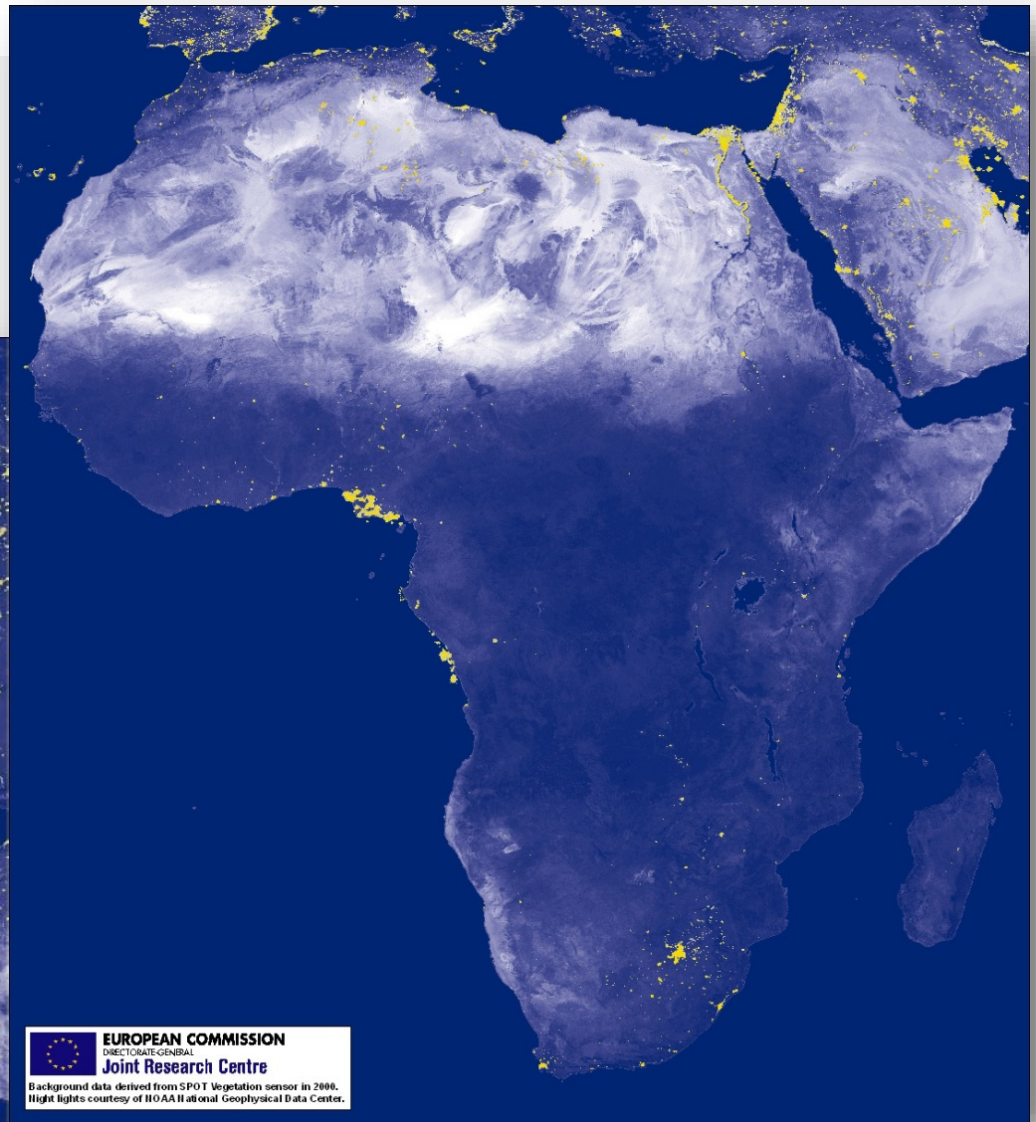 EUROPEAN COMMISSION
DIRECTORATE-GENERAL
Joint Research Centre
Background data derived from SPOT Vegetation sensor in 2000.
Night lights courtesy of NOAA National Geophysical Data Center.